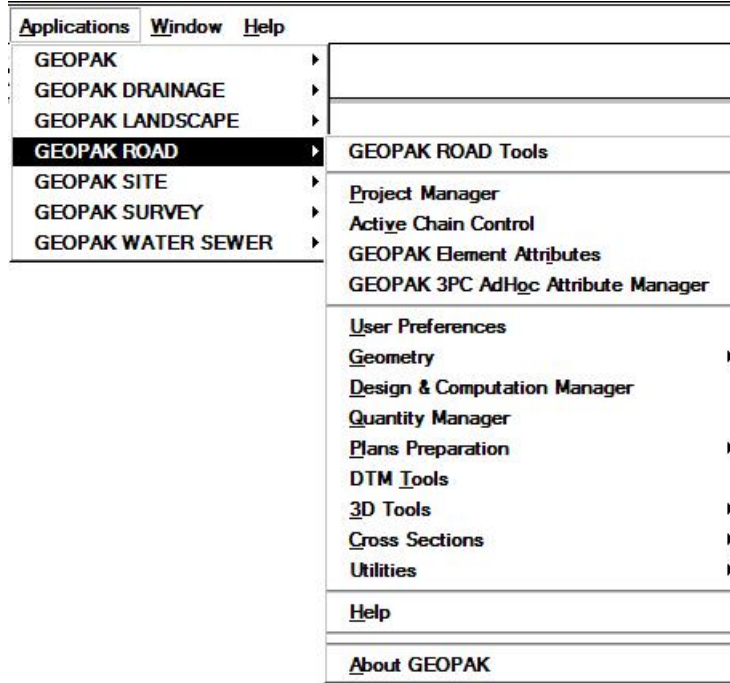 Applications Window Help
GEOPAK
GEOPAK DRAINAGE
GEOPAK LANDSCAPE
GEOPAK ROAD
GEOPAK SITE
GEOPAK SURVEY
GEOPAK WATER SEWER
GEOPAK ROAD Tools
Project Manager
Active Chain Control
GEOPAK Element Attributes
GEOPAK 3PC AdHoc Attribute Manager
User Preferences
Geometry
Design & Computation Manager
Quantity Manager
Plans Preparation
DTM Tools
3D Tools
Cross Sections
Utilities
Help
About GEOPAK